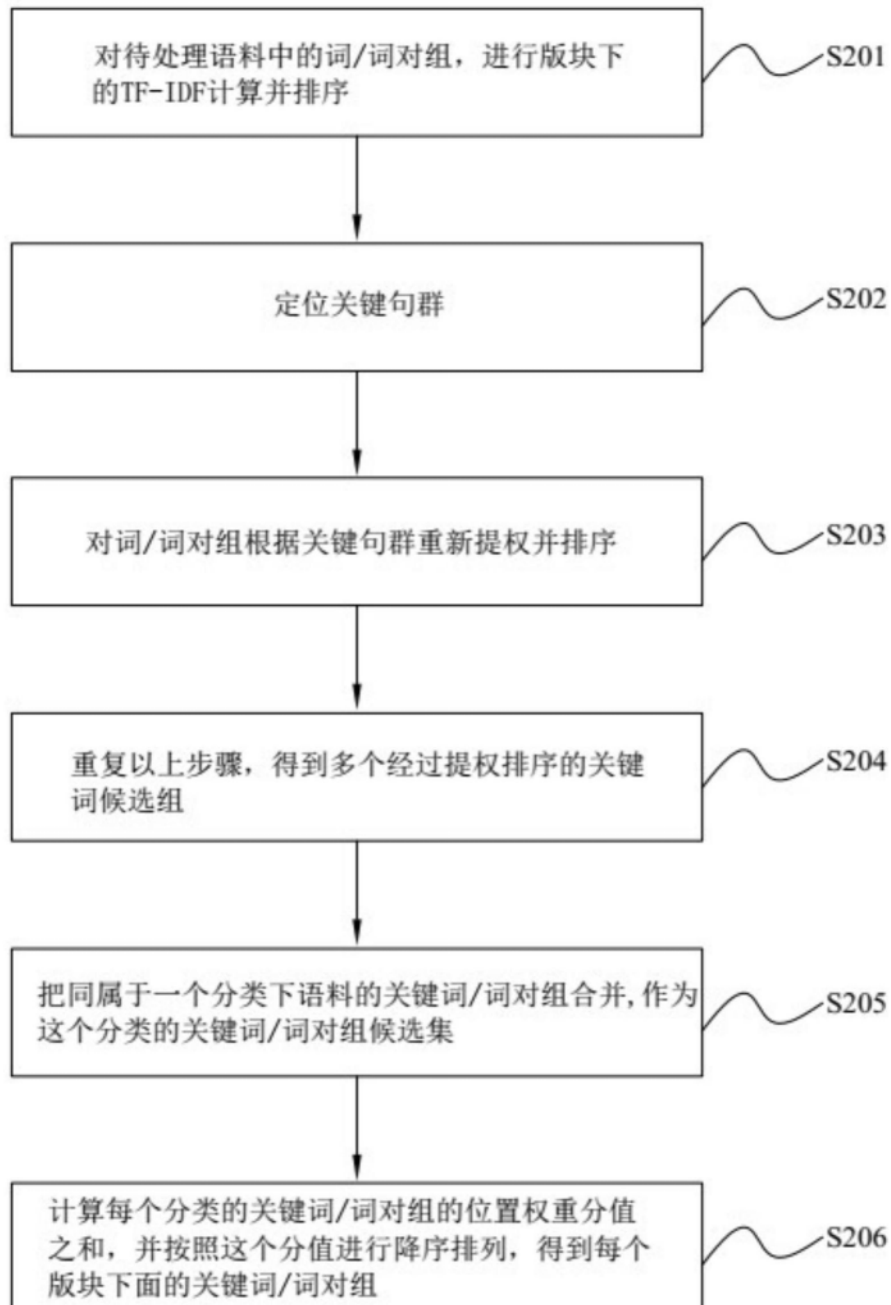 对待处理语料中的词/词对组，进行版块下
的TF-IDF计算并排序
S201
定位关键句群
S202
对词/词对组根据关键句群重新提权并排序
S203
重复以上步骤，得到多个经过提权排序的关键
词候选组
S204
把同属于一个分类下语料的关键词/词对组合并,作为
这个分类的关键词/词对组候选集
S205
计算每个分类的关键词/词对组的位置权重分值
之和，并按照这个分值进行降序排列，得到每个
版块下面的关键词/词对组
S206